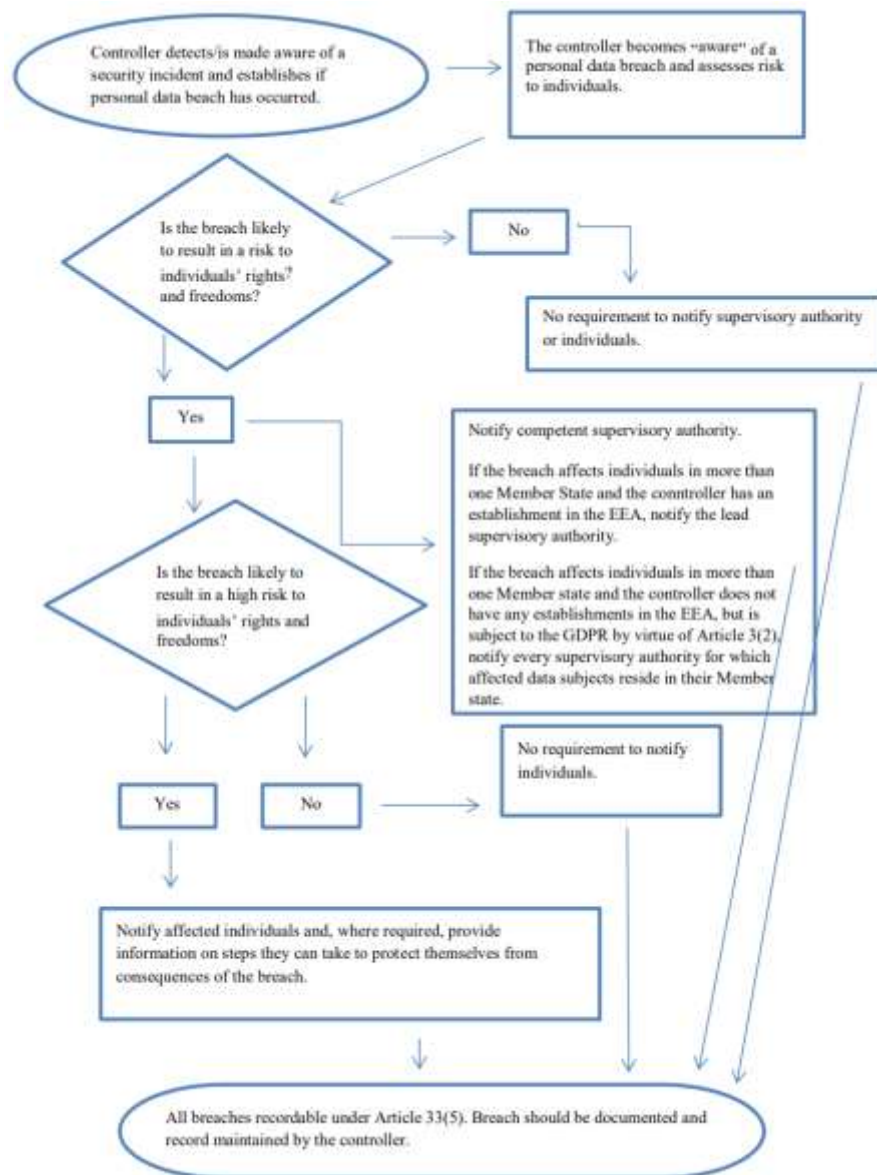 Controller detects/is made aware of a
security incident and establishes if
personal data beach has occurred.
The controller becomes “aware” of a
personal data breach and assesses risk
to individuals.
Is the breach likely
to result in a risk to
individuals’ rights?
and freedoms?
No
No requirement to notify supervisory authority
or individuals.
Yes
Notify competent supervisory authority.
If the breach affects individuals in more than
one Member State and the conntroller has an
establishment in the EEA, notify the lead
supervisory authority.
If the breach affects individuals in more than
one Member state and the controller does not
have any establishments in the EEA, but is
subject to the GDPR by virtue of Article 3(2),
notify every supervisory authority for which
affected data subjects reside in their Member
state.
Is the breach likely to
result in a high risk to
individuals’ rights and
freedoms?
No requirement to notify
individuals.
Yes
No
Notify affected individuals and, where required, provide
information on steps they can take to protect themselves from
consequences of the breach.
All breaches recordable under Article 33(5). Breach should be documented and
record maintained by the controller.